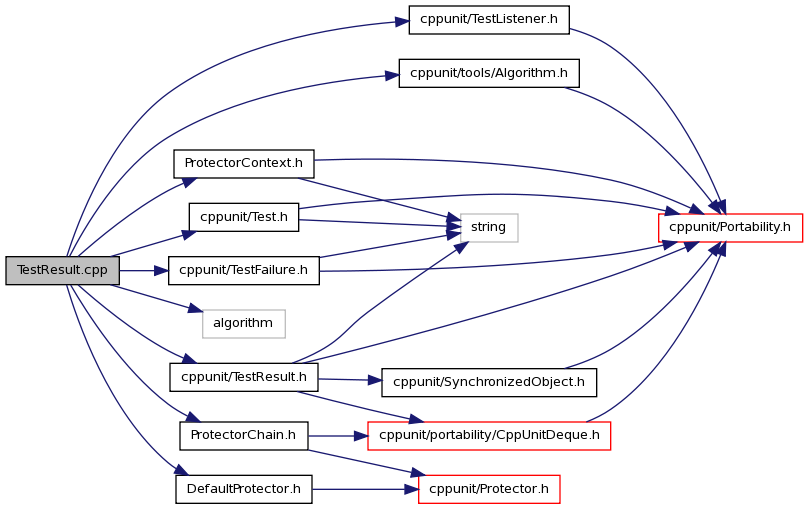 cppunit/TestListener.h
cppunit/tools/Algorithm.h
ProtectorContext.h
cppunit/Test.h
string
cppunit/Portability.h
TestResult.cpp
cppunit/TestFailure.h
algorithm
cppunit/TestResult.h
cppunit/SynchronizedObject.h
ProtectorChain.h
cppunit/portability/CppUnitDeque.h
DefaultProtector.h
cppunit/Protector.h